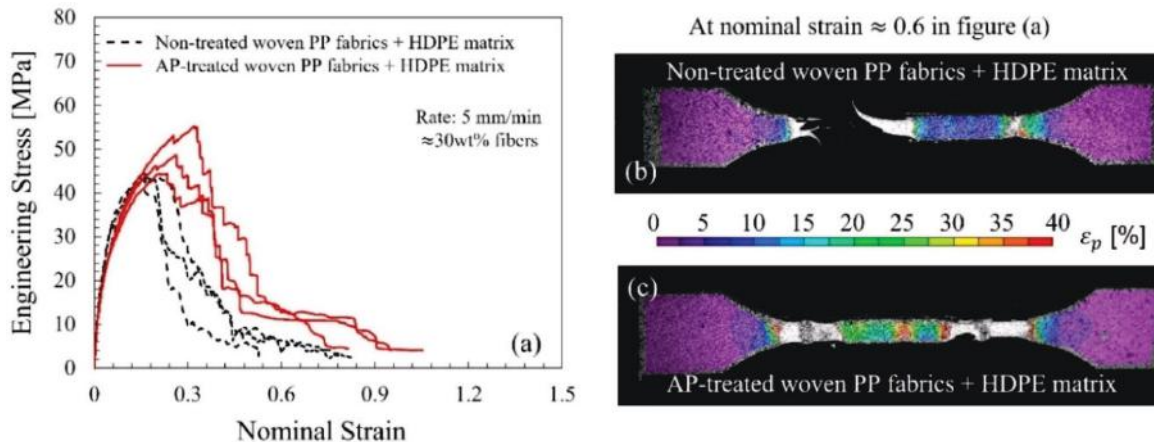 80
70
60
50
40
30
20
10
0
Engineering Stress [MPa]
Non-treated woven PP fabrics + HDPE matrix
AP-treated woven PP fabrics + HDPE matrix
Rate: 5 mm/min
≈30wt% fibers
(a)
0 0.3 0.6 0.9 1.2 1.5
Nominal Strain
At nominal strain ≈ 0.6 in figure (a)
Non-treated woven PP fabrics + HDPE matrix
(b)
0 5 10 15 20 25 30 35 40 εp [%]
(c)
AP-treated woven PP fabrics + HDPE matrix